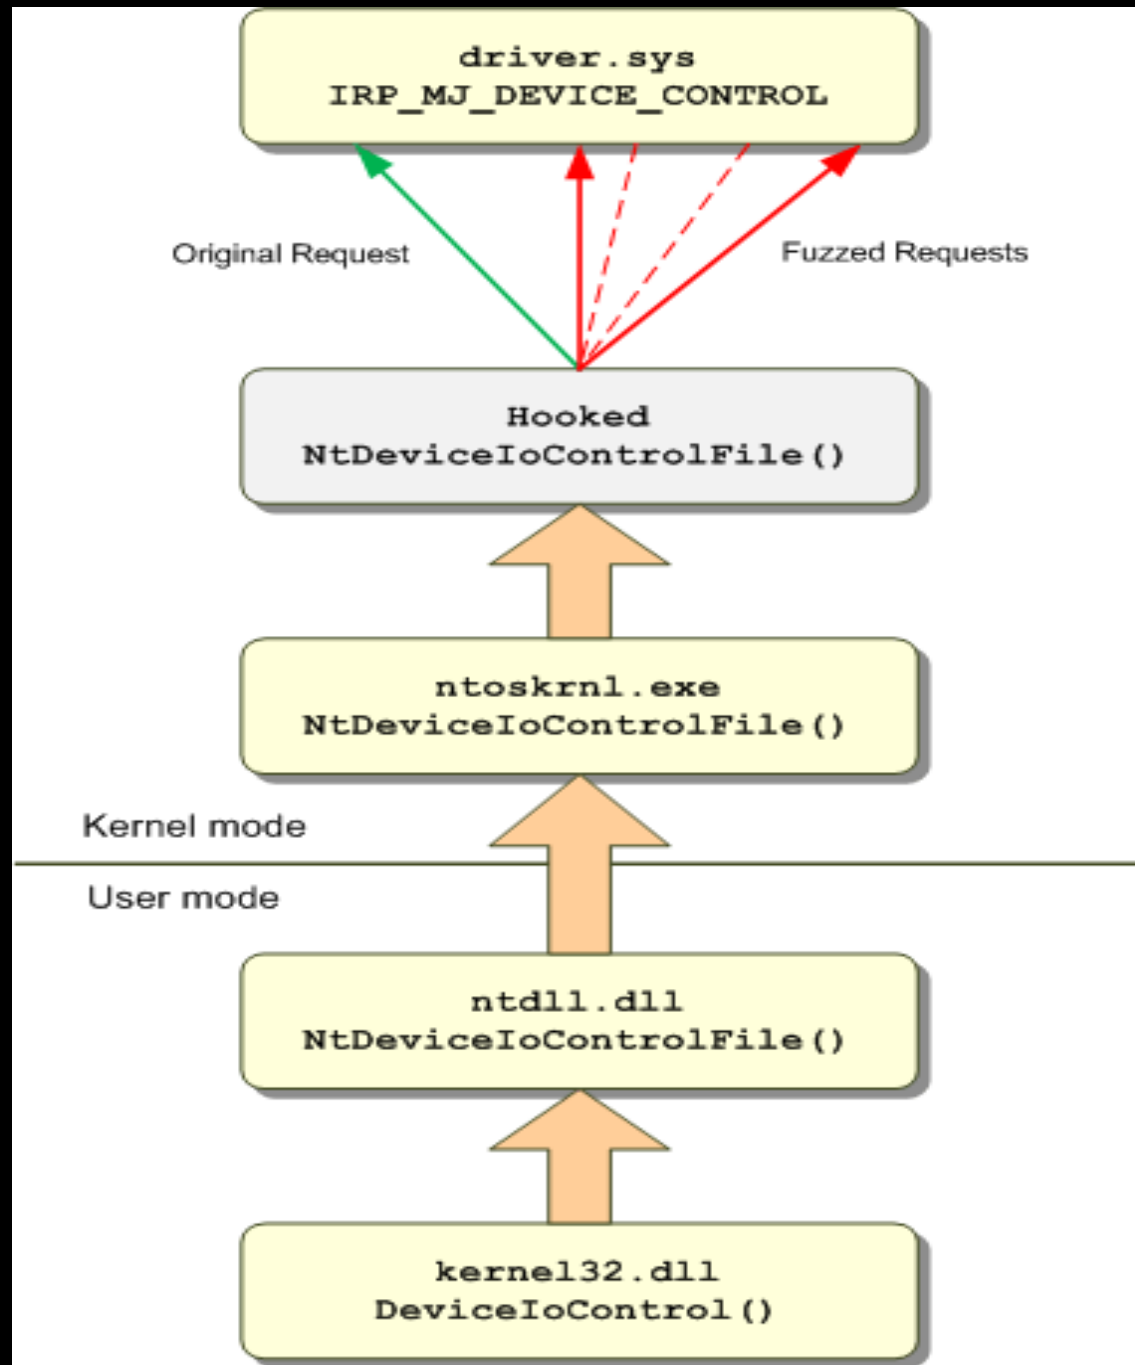 driver.sys
IRP_MJ_DEVICE_CONTROL
Original Request
Fuzzed Requests
Hooked
NtDeviceIoControlFile()
ntoskrnl.exe
NtDeviceIoControlFile()
Kernel mode
User mode
ntdll.dll
NtDeviceIoControlFile()
kernel32.dll
DeviceIoControl()